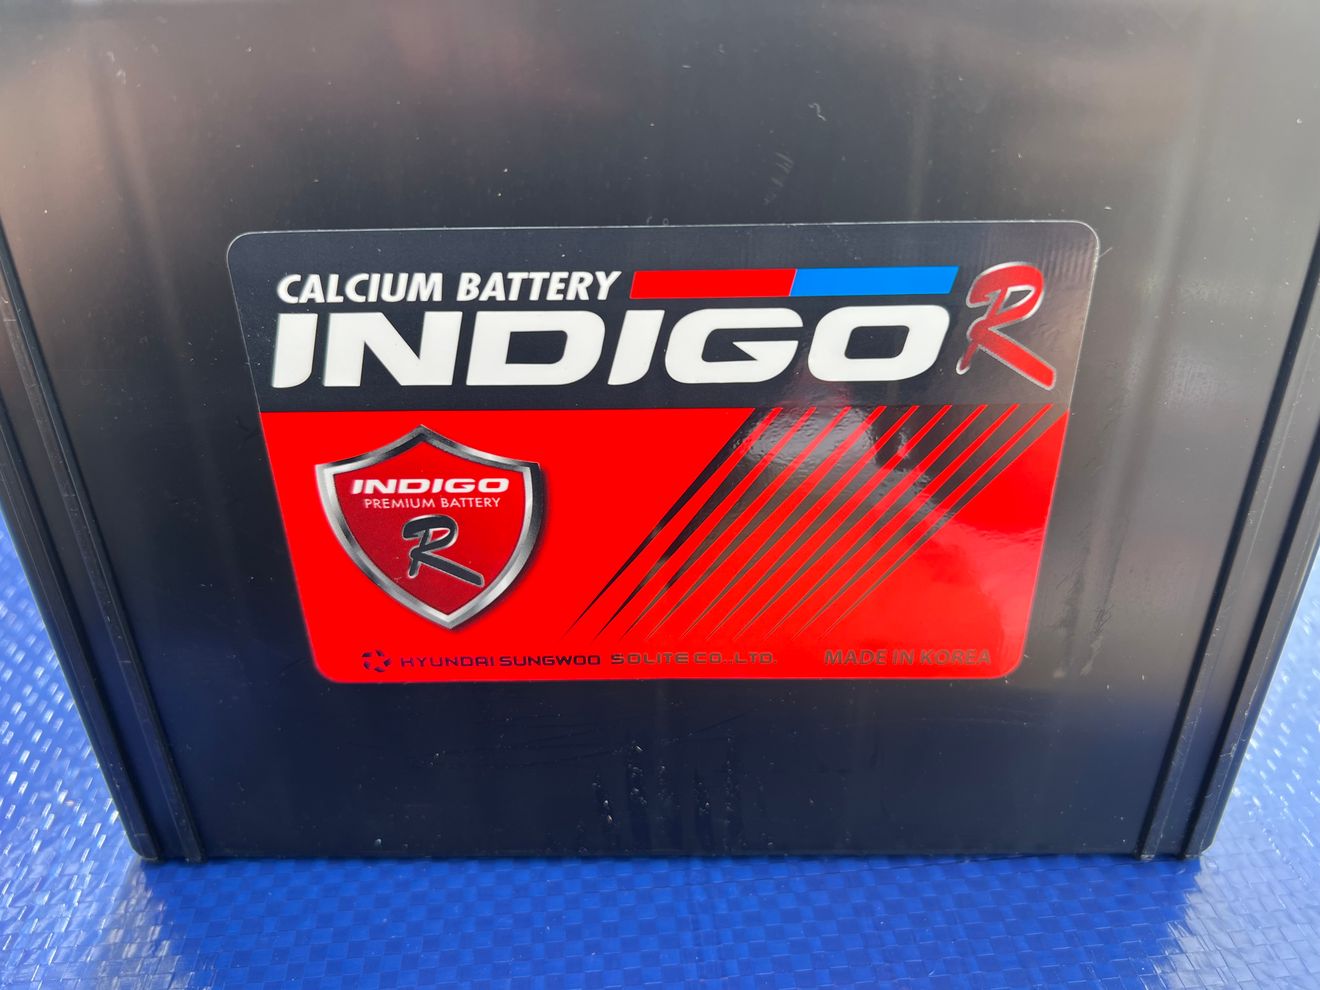 CALCIUM BATTERY
INDIGO R
INDIGO
PREMIUM BATTERY
R
HYUNDAI SUNGWOO SOLITE CO., LTD.
MADE IN KOREA